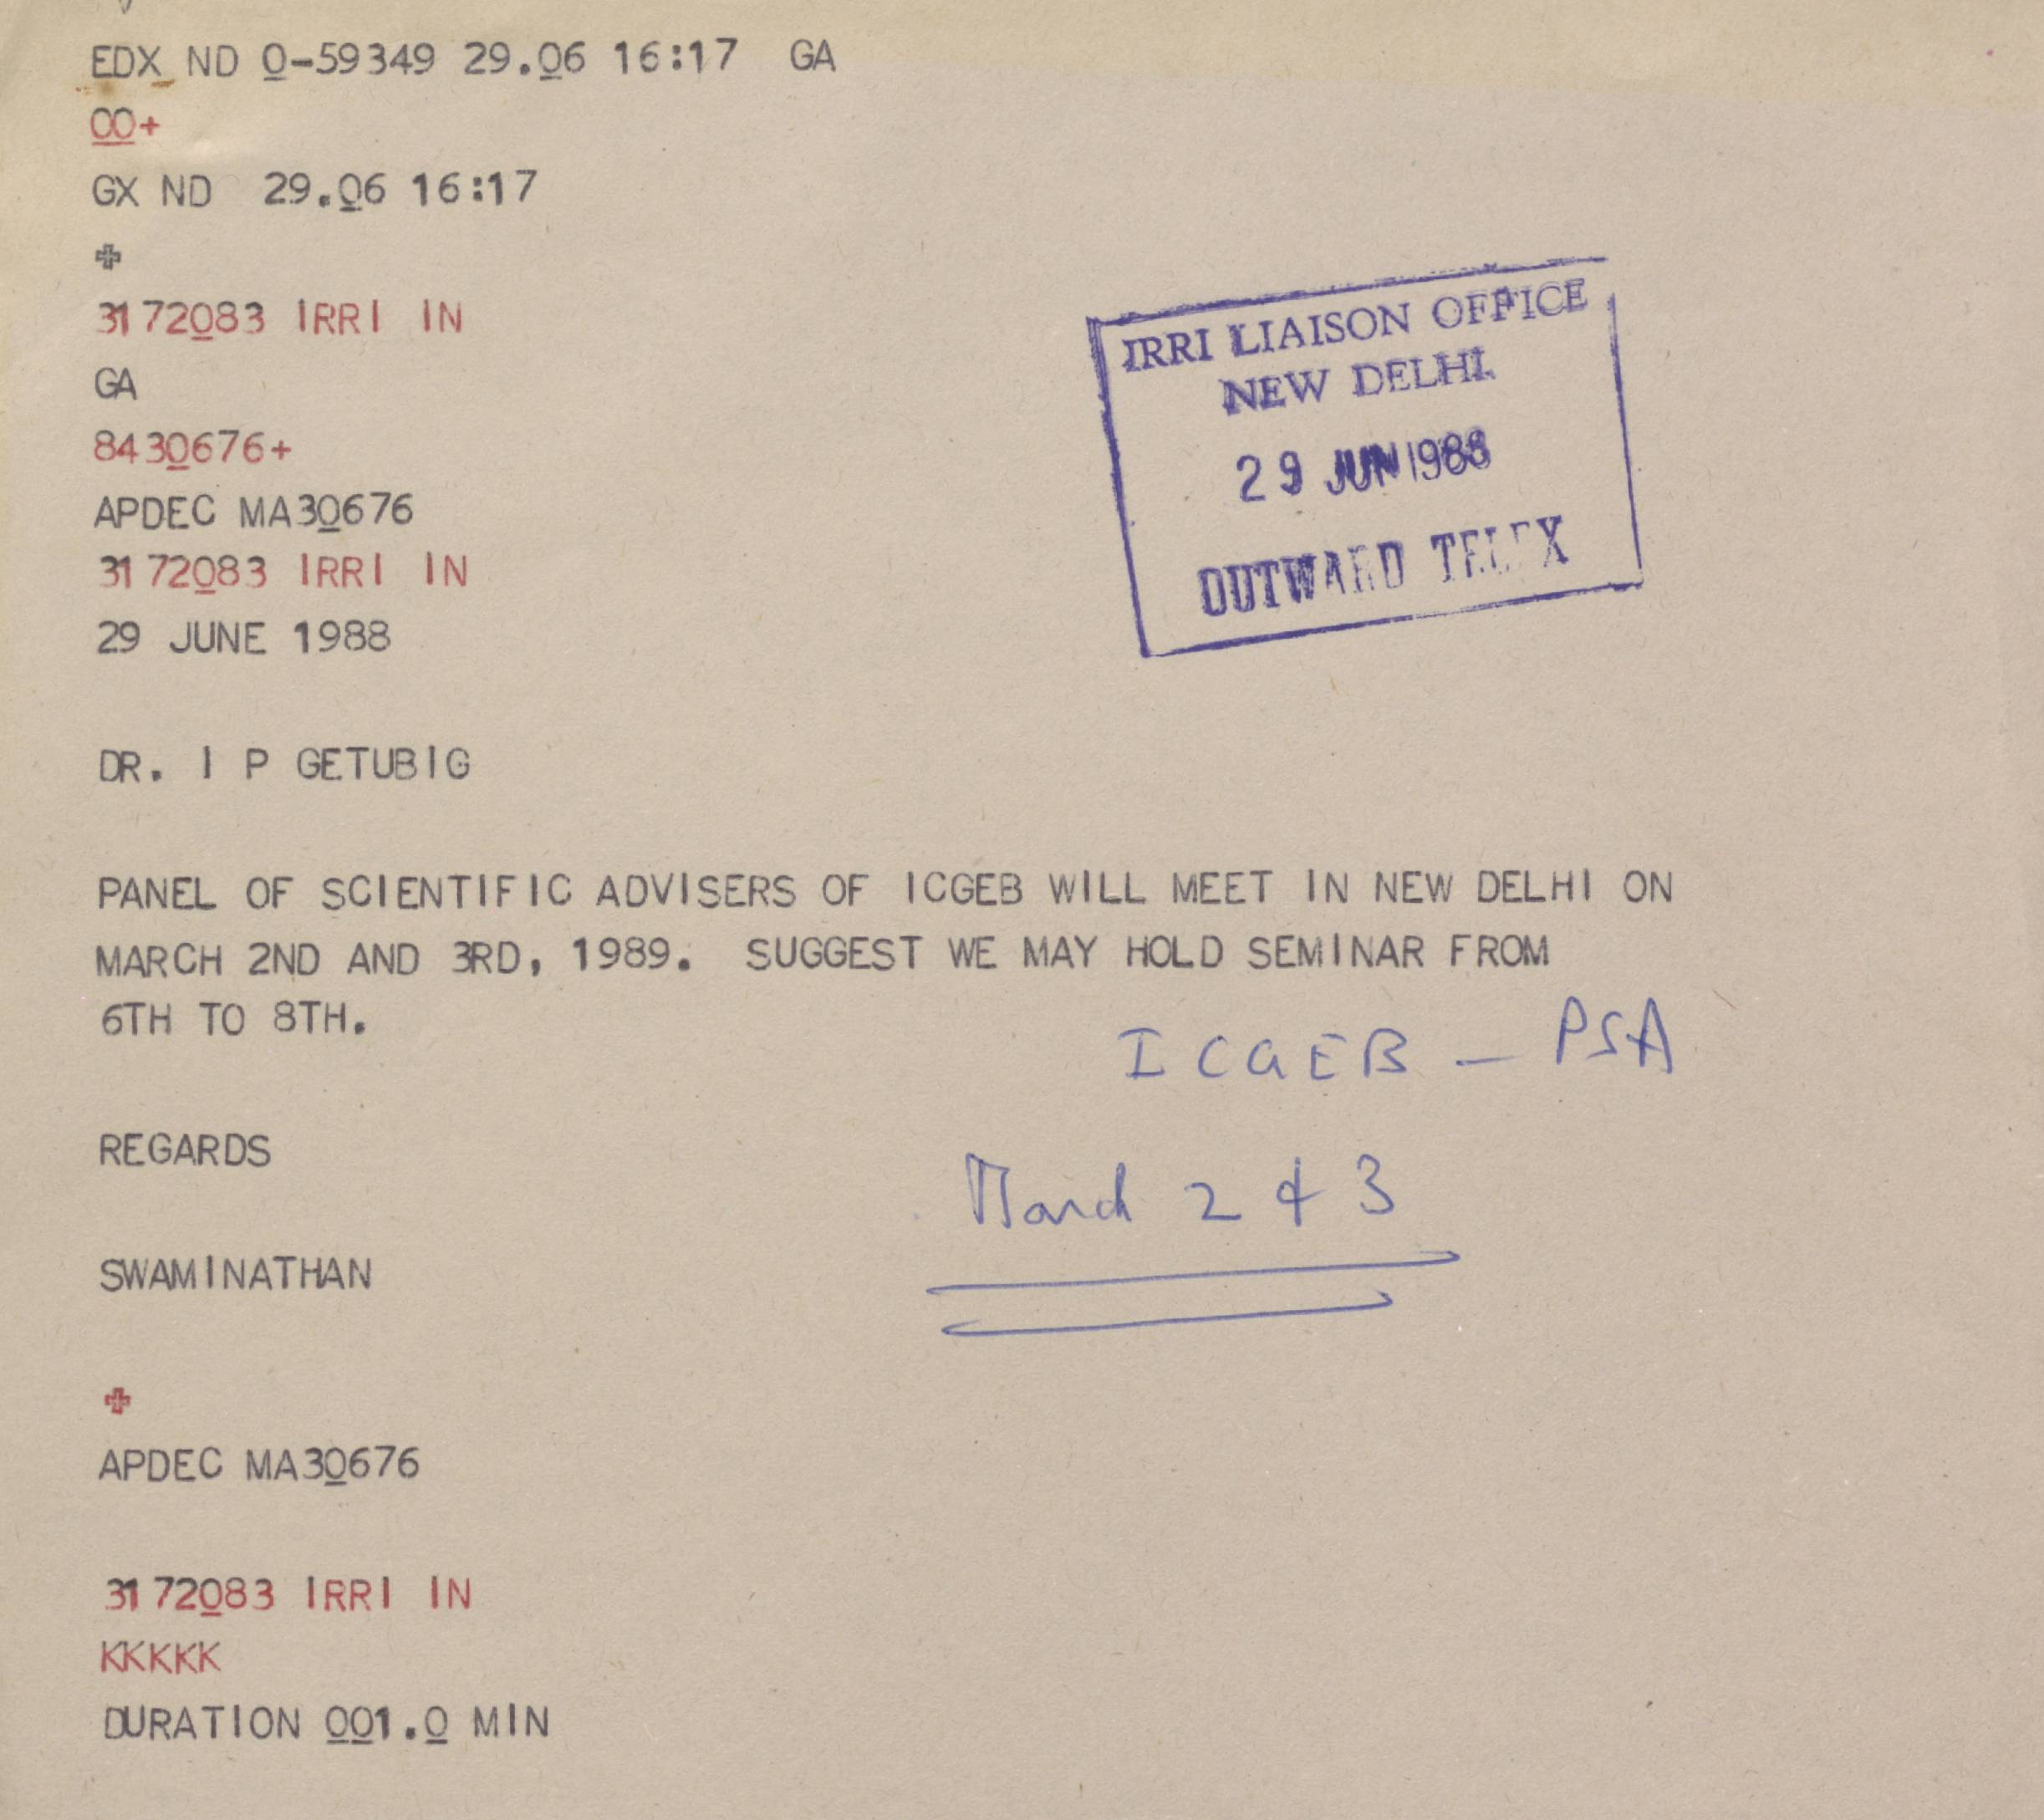 EDX ND 0-59349 29.06 16:17 GA
00+
GX ND 29.06 16:17
+
3172083 IRRI IN
GA
8430676+
APDEC MA30676
3172083 IRRI IN
29 JUNE 1988
IRRI LIAISON OFFICE
NEW DELHI.
29 JUN 1988
OUTWARD TELEX
DR. I P GETUBIG
PANEL OF SCIENTIFIC ADVISERS OF ICGEB WILL MEET IN NEW DELHI ON
MARCH 2ND AND 3RD, 1989. SUGGEST WE MAY HOLD SEMINAR FROM
6TH TO 8TH.
ICGEB - PSA
March 2 & 3
REGARDS
SWAMINATHAN
+
APDEC MA30676
3172083 IRRI IN
KKKKK
DURATION 001.0 MIN